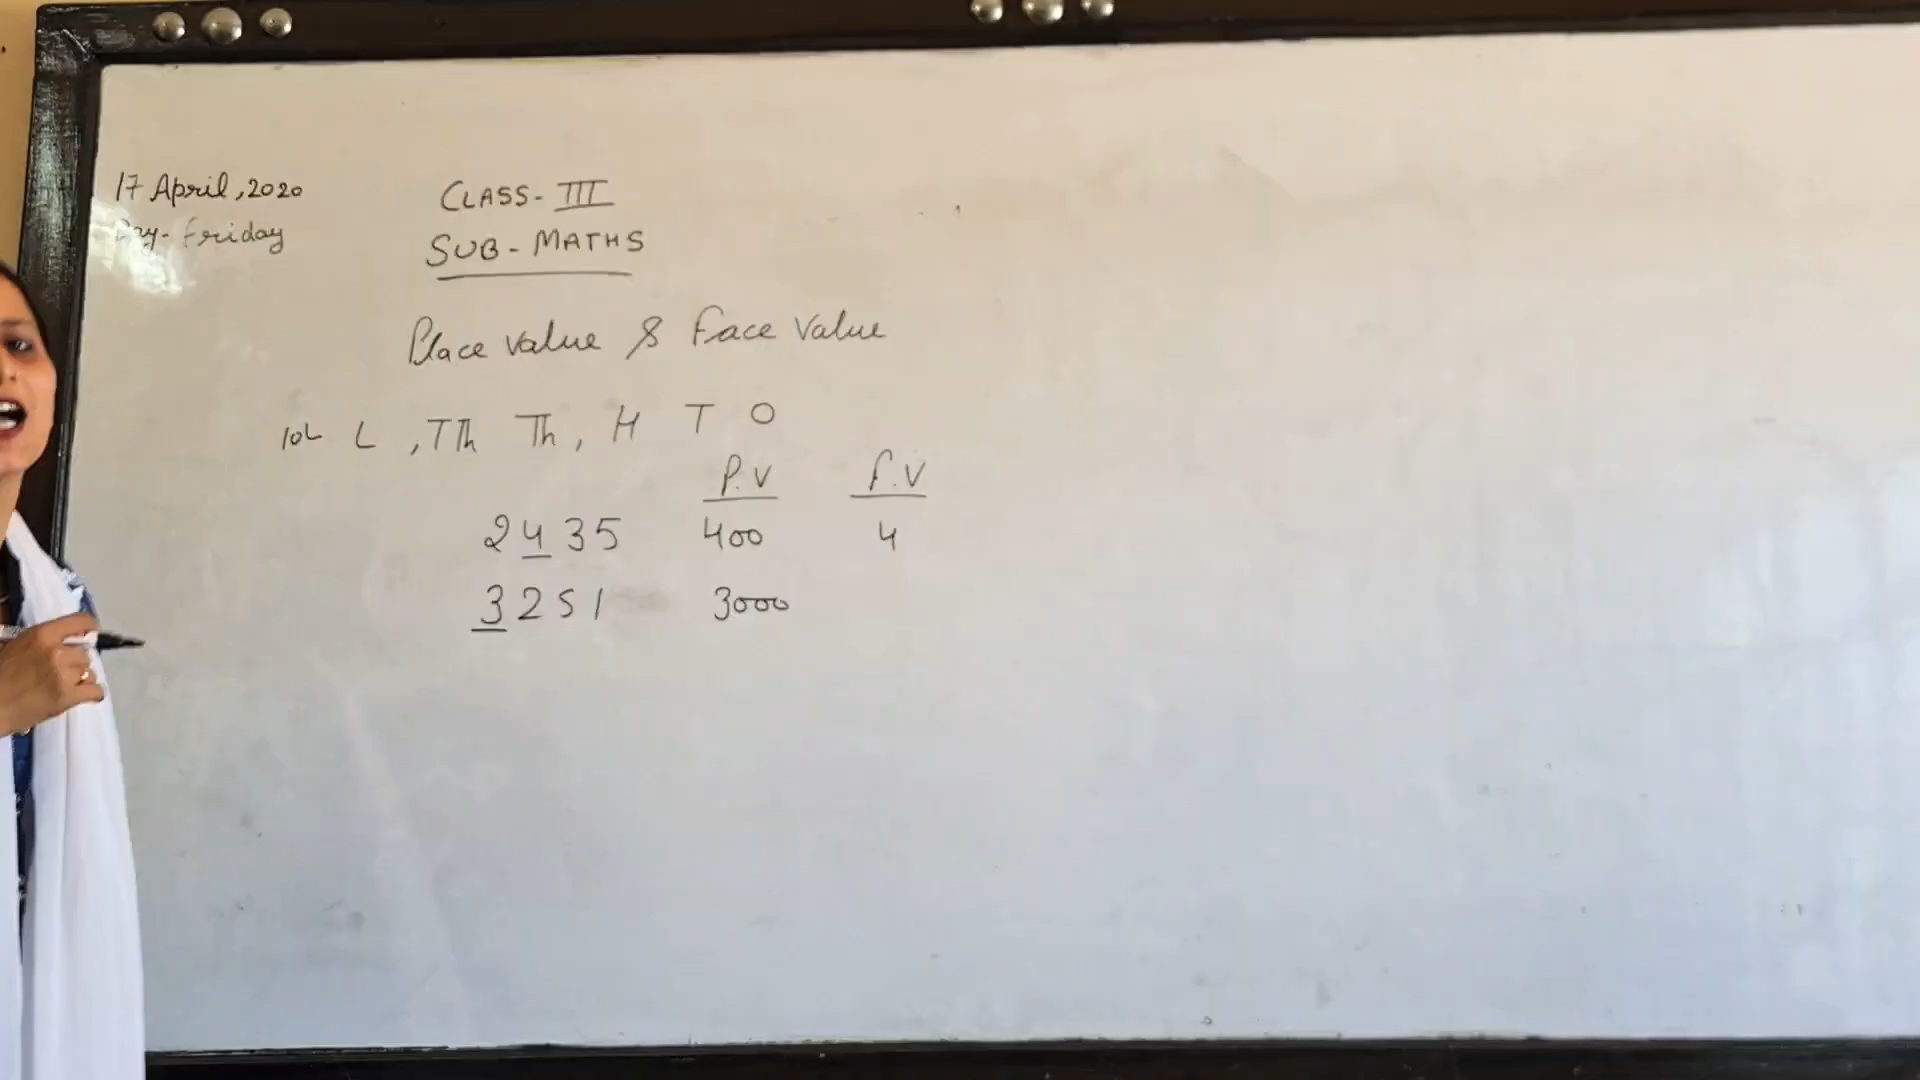 17 April, 2020
Day- Friday
CLASS- III
SUB- MATHS
Place value & Face value
10L L , TTh Th, H T O
P.V F.V
2435 400 4
3251 3000